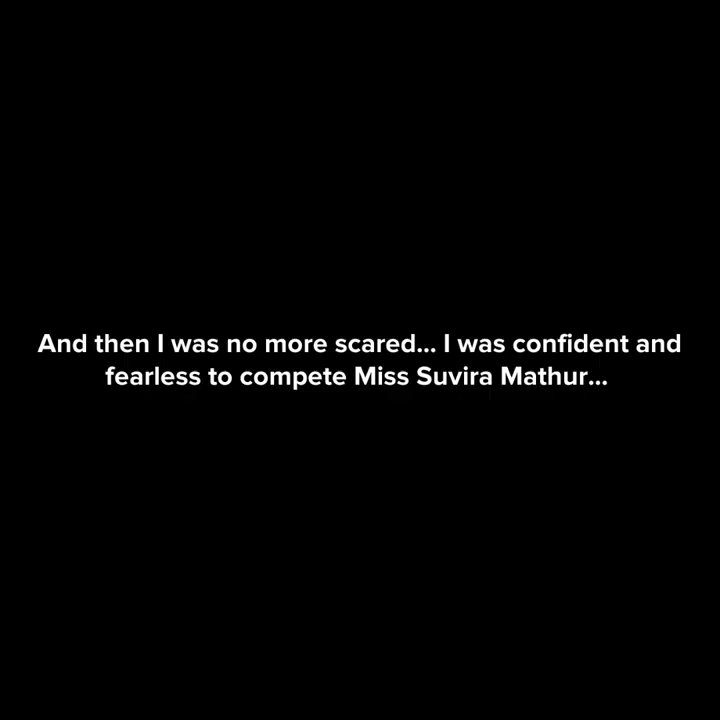 And then I was no more scared... I was confident and
fearless to compete Miss Suvira Mathur...